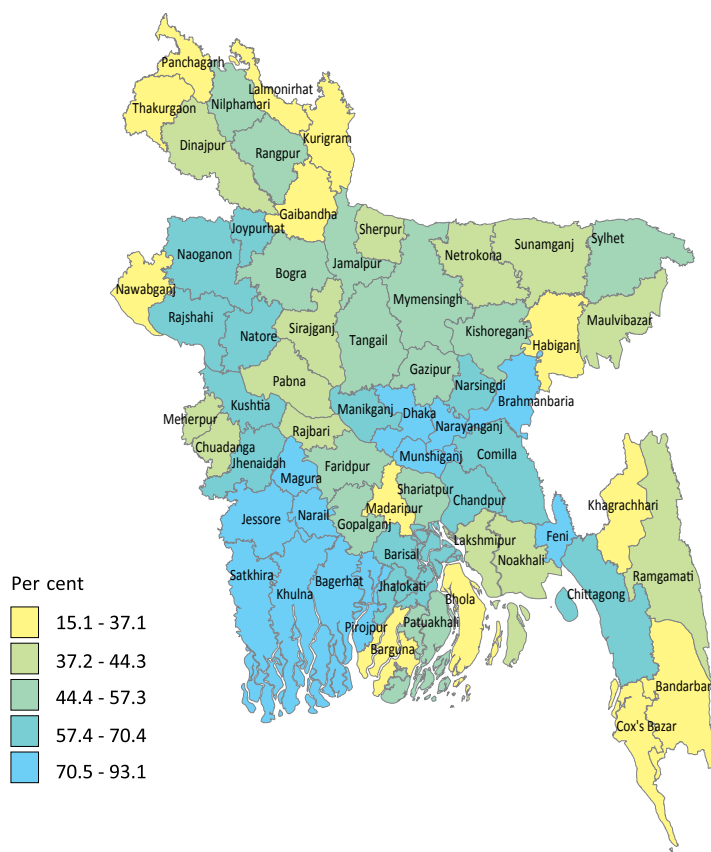 Panchagarh
Lalmonirhat
Thakurgaon
Nilphamari
Kurigram
Dinajpur
Rangpur
Gaibandha
Joypurhat
Sherpur
Sylhet
Sunamganj
Naogaon
Netrokona
Jamalpur
Bogra
Nawabganj
Mymensingh
Rajshahi
Maulvibazar
Sirajganj
Kishoreganj
Natore
Tangail
Habiganj
Gazipur
Pabna
Narsingdi
Brahmanbaria
Kushtia
Manikganj
Dhaka
Meherpur
Narayanganj
Rajbari
Chuadanga
Comilla
Munshiganj
Jhenaidah
Faridpur
Magura
Shariatpur
Chandpur
Khagrachhari
Madaripur
Narail
Jessore
Gopalganj
Feni
Lakshmipur
Barisal
Noakhali
Satkhira
Ramgamati
Bagerhat
Per cent
Jhalokati
Khulna
Chittagong
Bhola
15.1 - 37.1
Patuakhali
Pirojpur
Barguna
37.2 - 44.3
Bandarban
44.4 - 57.3
Cox's Bazar
57.4 - 70.4
70.5 - 93.1